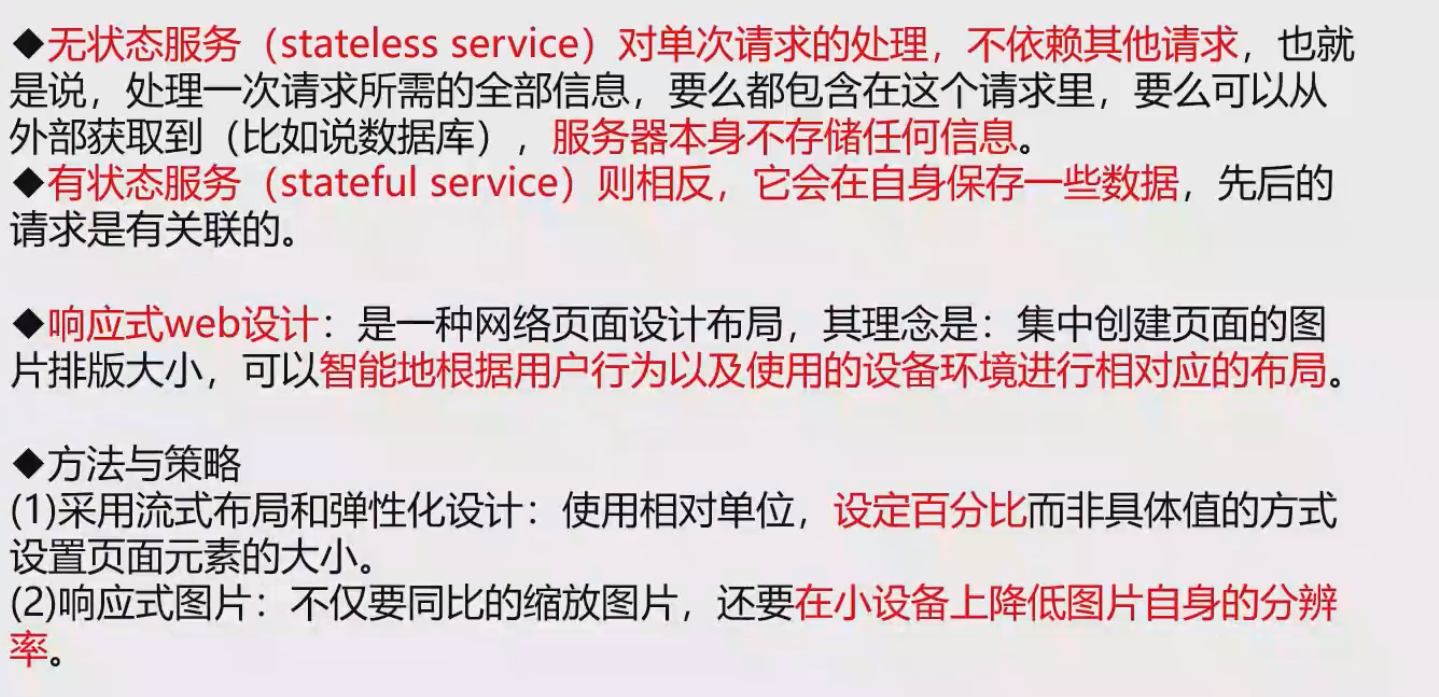 ◆无状态服务（stateless service）对单次请求的处理，不依赖其他请求，也就
是说，处理一次请求所需的全部信息，要么都包含在这个请求里，要么可以从
外部获取到（比如说数据库），服务器本身不存储任何信息。
◆有状态服务（stateful service）则相反，它会在自身保存一些数据，先后的
请求是有关联的。
◆响应式web设计：是一种网络页面设计布局，其理念是：集中创建页面的图
片排版大小，可以智能地根据用户行为以及使用的设备环境进行相对应的布局。
◆方法与策略
(1)采用流式布局和弹性化设计：使用相对单位，设定百分比而非具体值的方式
设置页面元素的大小。
(2)响应式图片：不仅要同比的缩放图片，还要在小设备上降低图片自身的分辨
率。